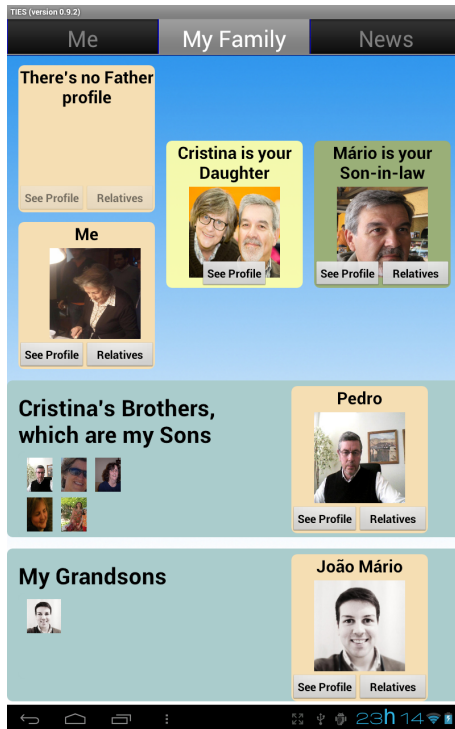 TIES (version 0.9.2)
Me
My Family
News
There's no Father
profile
See Profile
Relatives
Me
See Profile
Relatives
Cristina is your
Daughter
See Profile
Mário is your
Son-in-law
See Profile
Relatives
Cristina's Brothers,
which are my Sons
Pedro
See Profile
Relatives
My Grandsons
João Mário
See Profile
Relatives
23h14